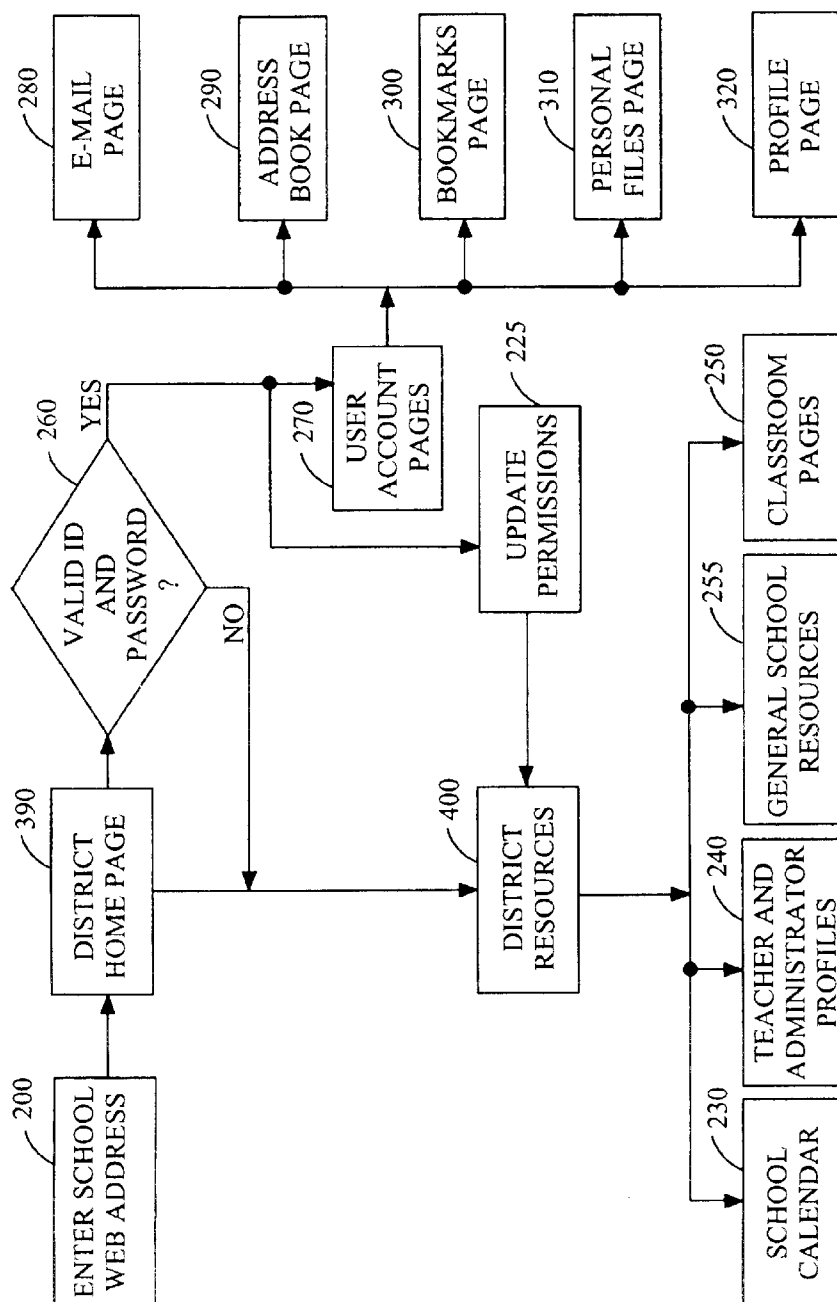 200
ENTER SCHOOL
WEB ADDRESS
390
DISTRICT
HOME PAGE
260
VALID ID
AND
PASSWORD
?
YES
NO
270
USER
ACCOUNT
PAGES
280
E-MAIL
PAGE
290
ADDRESS
BOOK PAGE
300
BOOKMARKS
PAGE
310
PERSONAL
FILES PAGE
320
PROFILE
PAGE
225
UPDATE
PERMISSIONS
400
DISTRICT
RESOURCES
230
SCHOOL
CALENDAR
240
TEACHER AND
ADMINISTRATOR
PROFILES
255
GENERAL SCHOOL
RESOURCES
250
CLASSROOM
PAGES